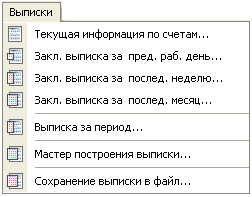 Выписки
Текущая информация по счетам...
Закл. выписка за пред. раб. день...
Закл. выписка за послед. неделю...
Закл. выписка за послед. месяц...
Выписка за период...
Мастер построения выписки...
Сохранение выписки в файл...